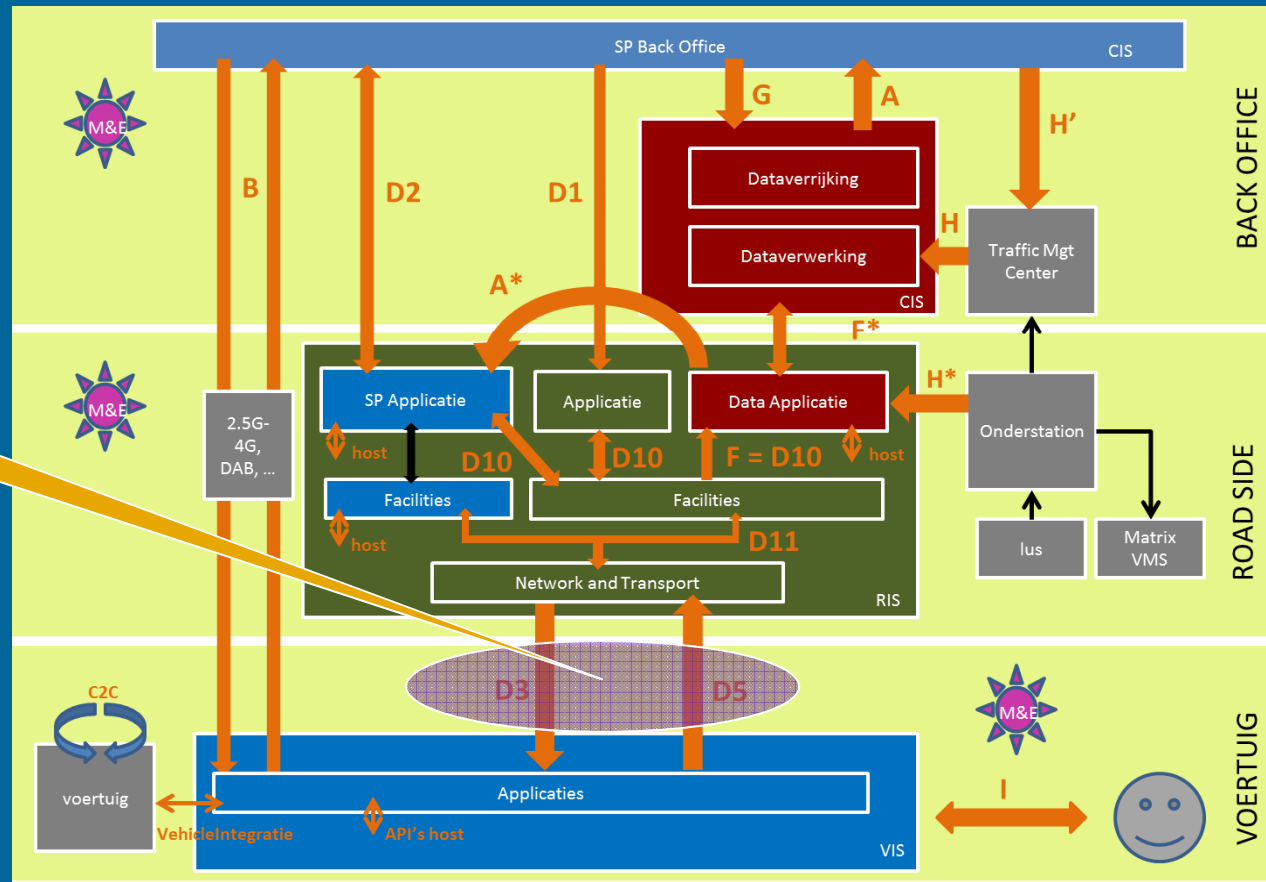 SP Back Office
CIS
M&E
B
D2
D1
G
A
H'
BACK OFFICE
Dataverrijking
Dataverwerking
CIS
H
Traffic Mgt
Center
A*
F*
M&E
2.5G-
4G,
DAB, ...
SP Applicatie
Applicatie
Data Applicatie
H*
Onderstation
host
D10
D10
F = D10
host
Facilities
Facilities
host
D11
lus
Matrix
VMS
Network and Transport
RIS
ROAD SIDE
D3
D5
C2C
M&E
voertuig
Applicaties
I
VehicleIntegratie
API's host
VIS
VOERTUIG